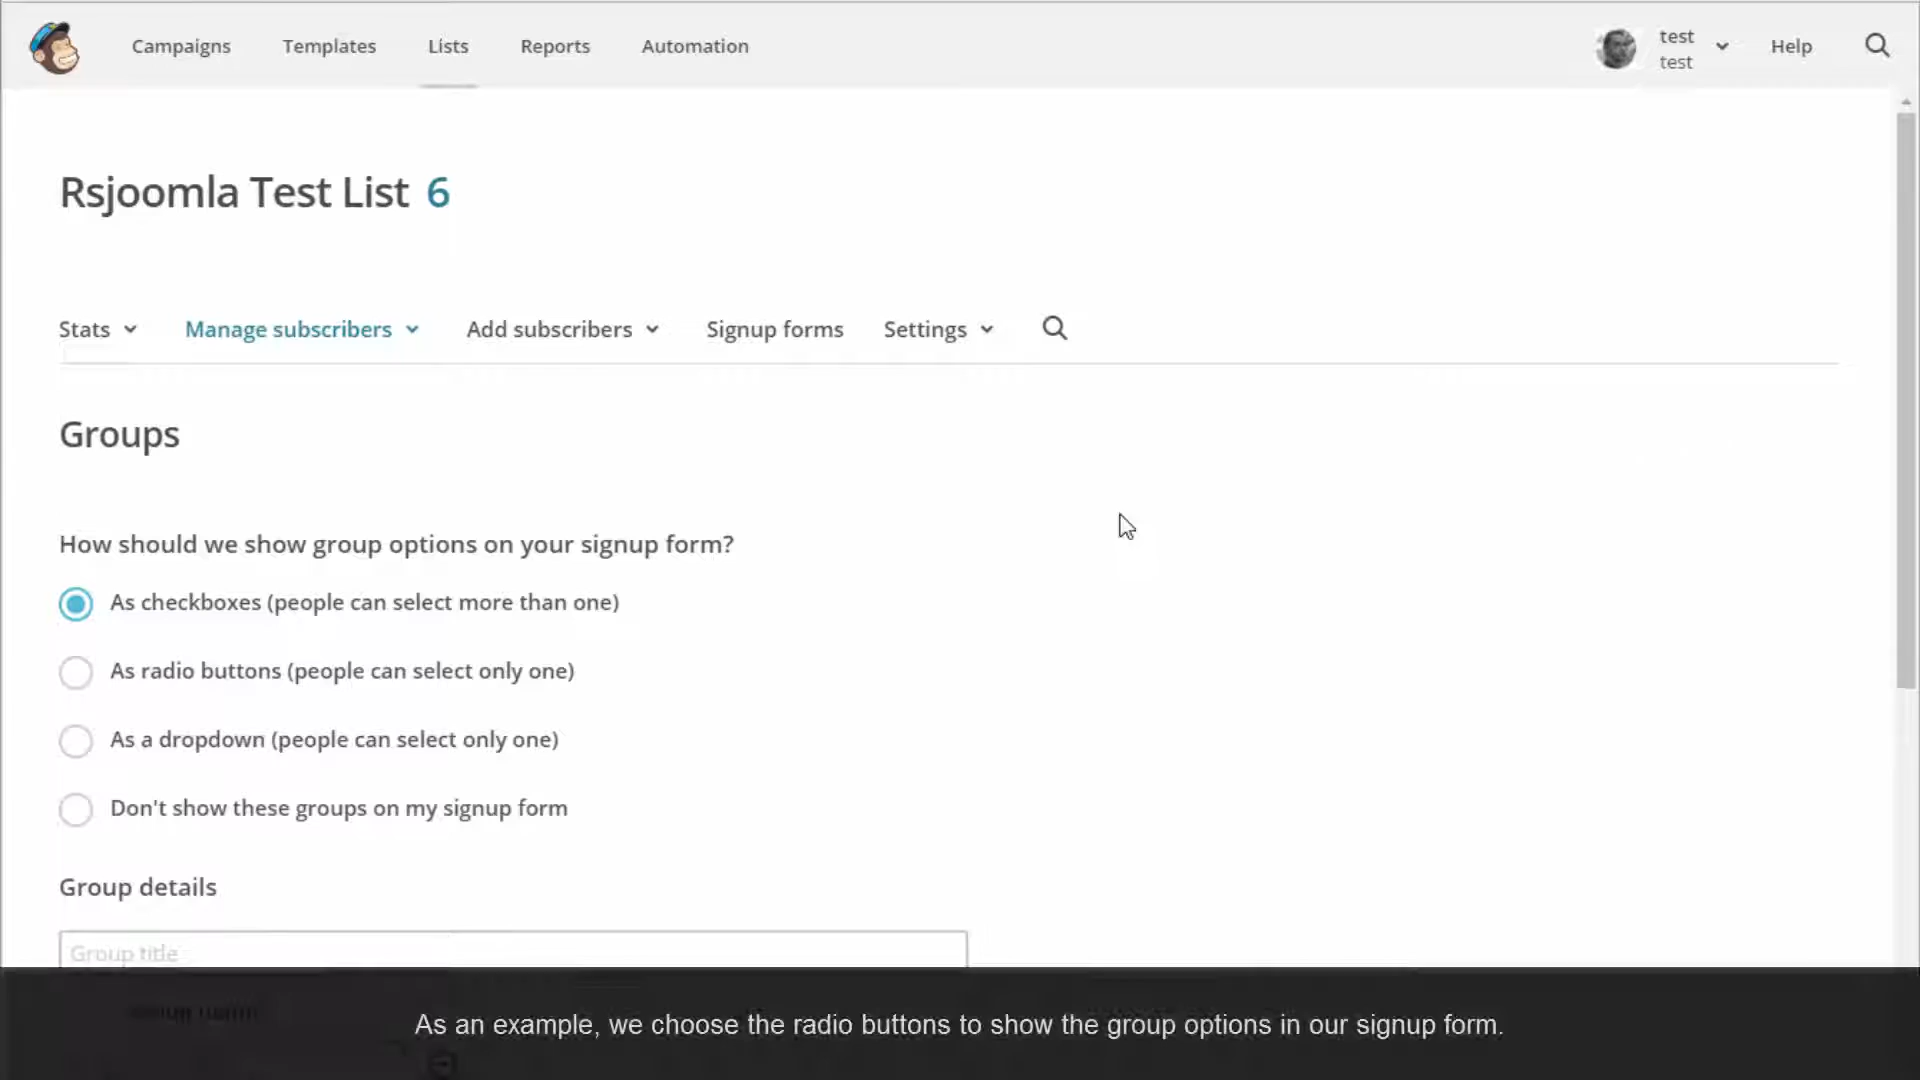 Campaigns Templates Lists Reports Automation test Help
test
Rsjoomla Test List 6
Stats Manage subscribers Add subscribers Signup forms Settings
Groups
How should we show group options on your signup form?
As checkboxes (people can select more than one)
As radio buttons (people can select only one)
As a dropdown (people can select only one)
Don't show these groups on my signup form
Group details
Group title
As an example, we choose the radio buttons to show the group options in our signup form.